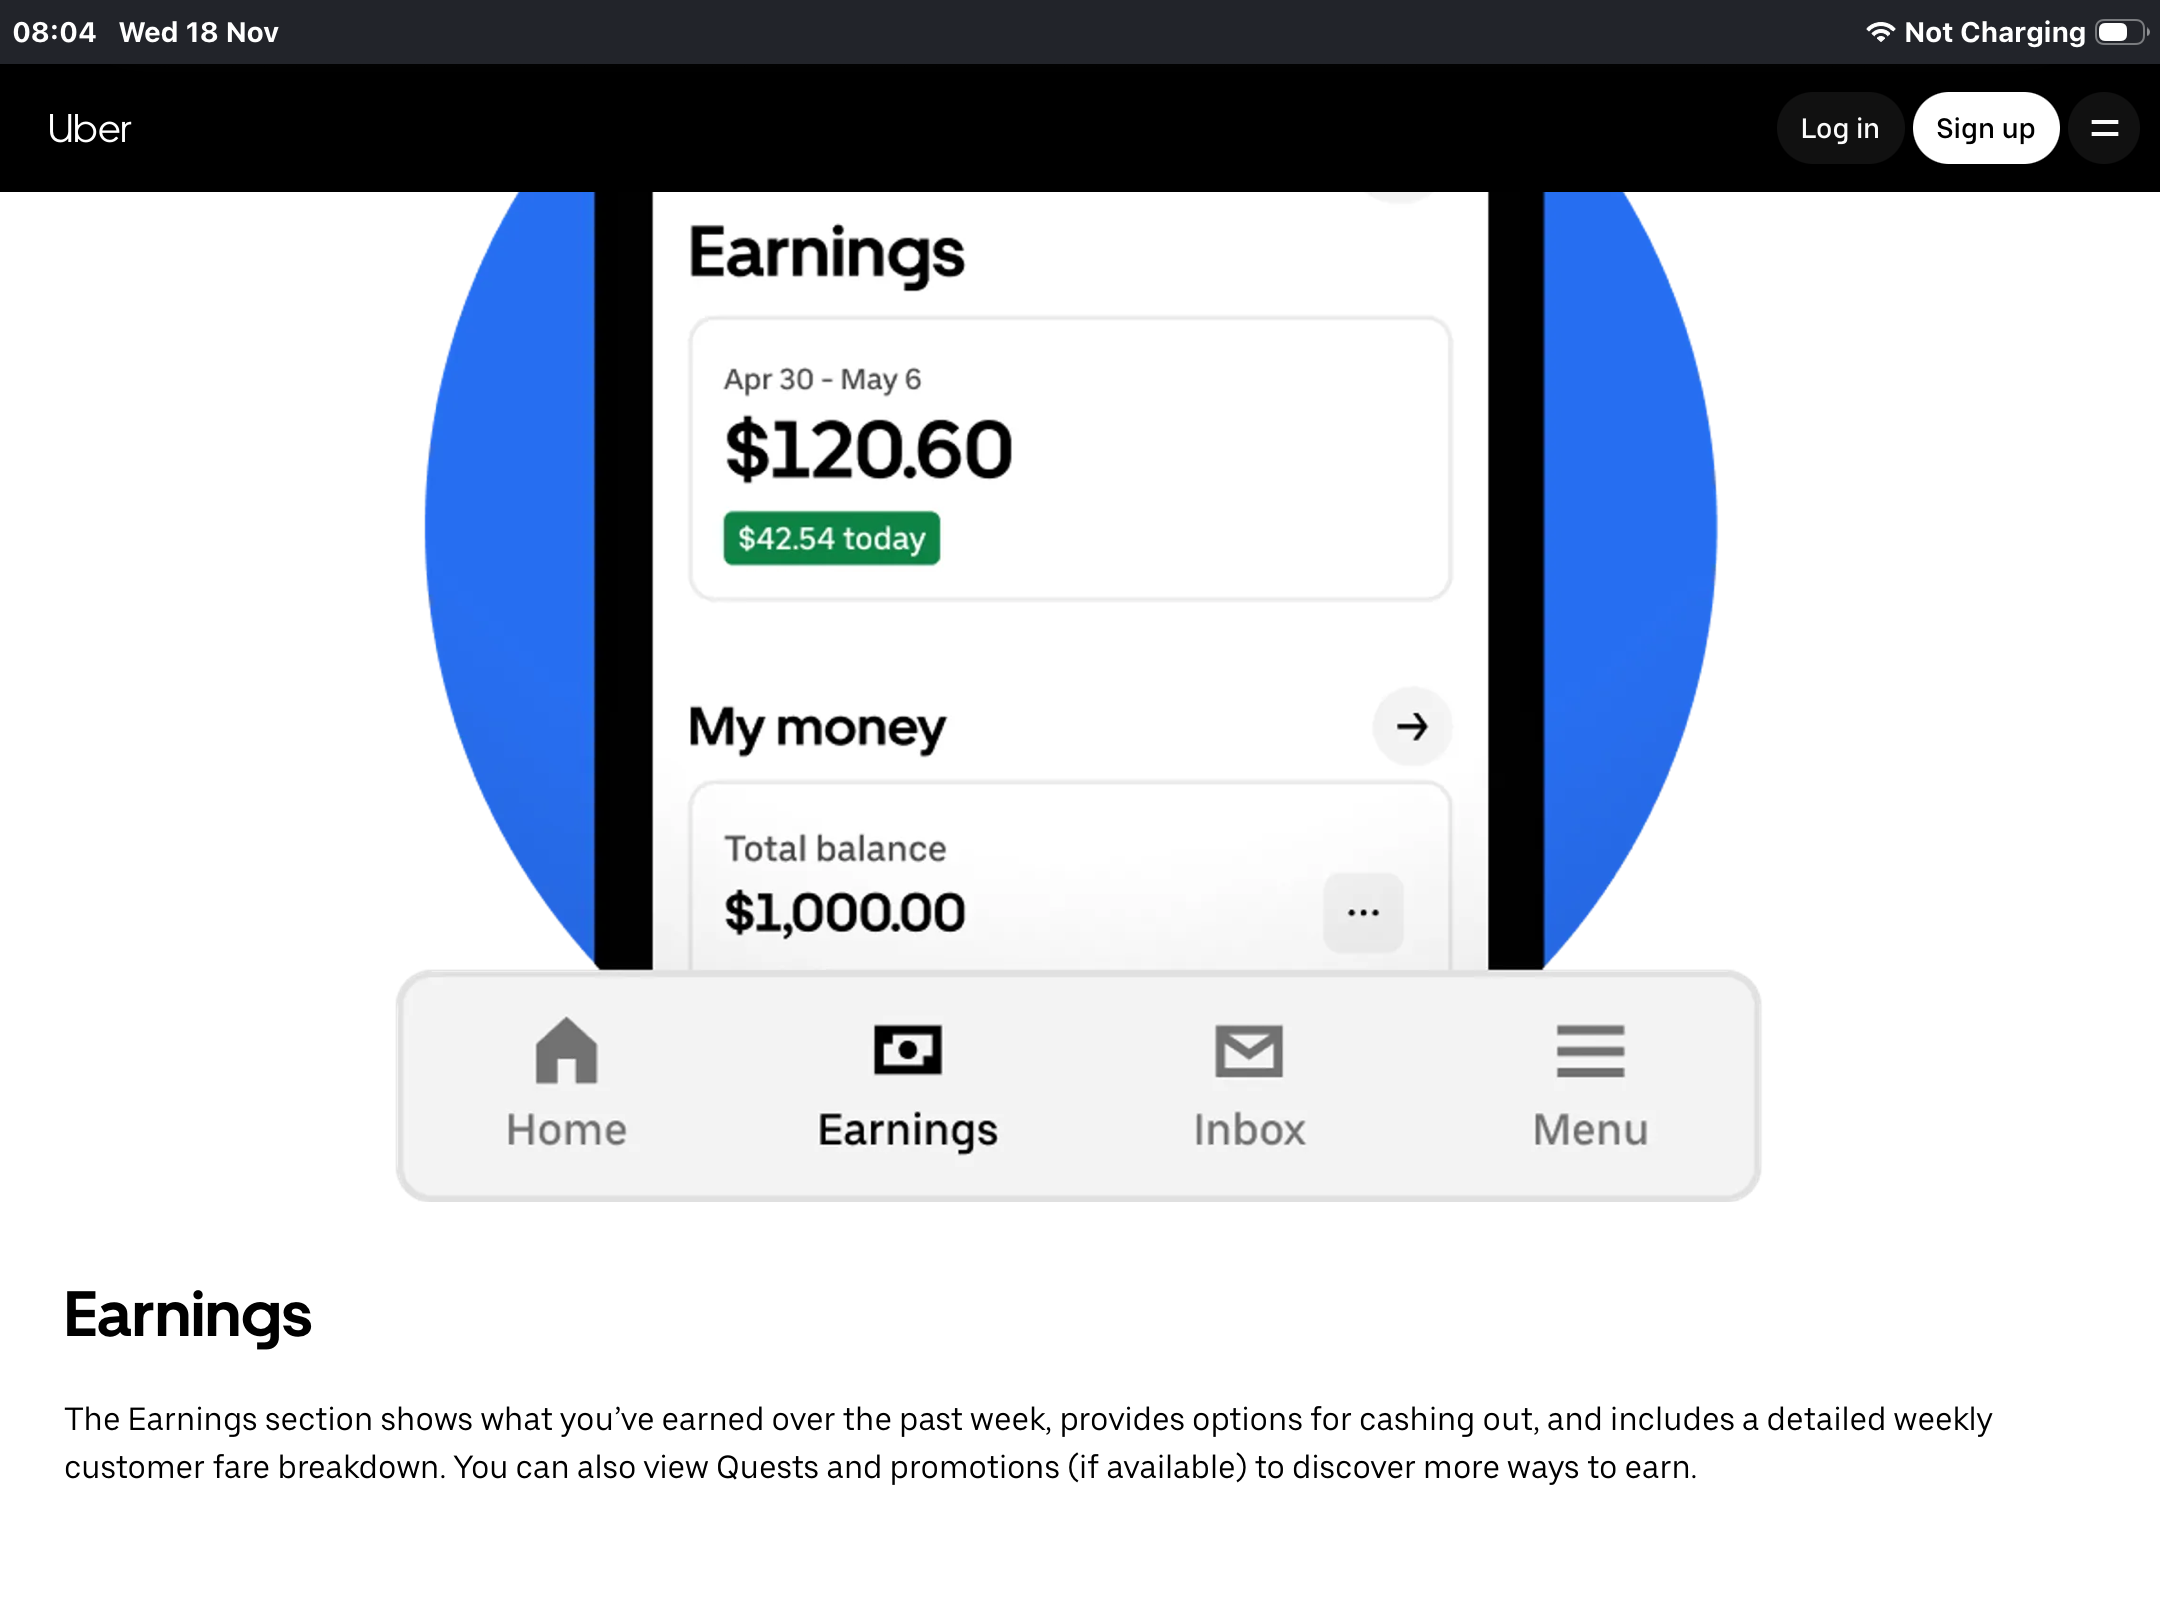 08:04 Wed 18 Nov
Not Charging
Uber
Log in
Sign up
Earnings
Apr 30 - May 6
$120.60
$42.54 today
My money
Total balance
$1,000.00
Home
Earnings
Inbox
Menu
Earnings
The Earnings section shows what you’ve earned over the past week, provides options for cashing out, and includes a detailed weekly
customer fare breakdown. You can also view Quests and promotions (if available) to discover more ways to earn.